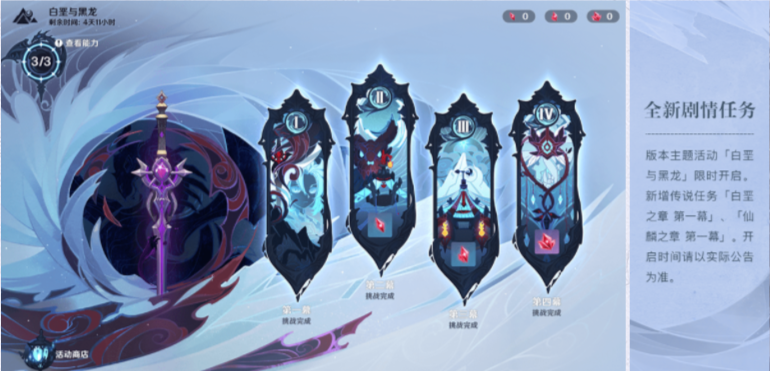 白垩与黑龙
剩余时间：4天11小时
! 查看能力
0 0 0
3/3
I
II
III
IV
第一幕
挑战完成
第二幕
挑战完成
挑战完成
第四幕
挑战完成
活动商店
全新剧情任务
版本主题活动「白垩
与黑龙」限时开启。
新增传说任务「白垩
之章 第一幕」、「仙
麟之章 第一幕」。开
启时间请以实际公告
为准。